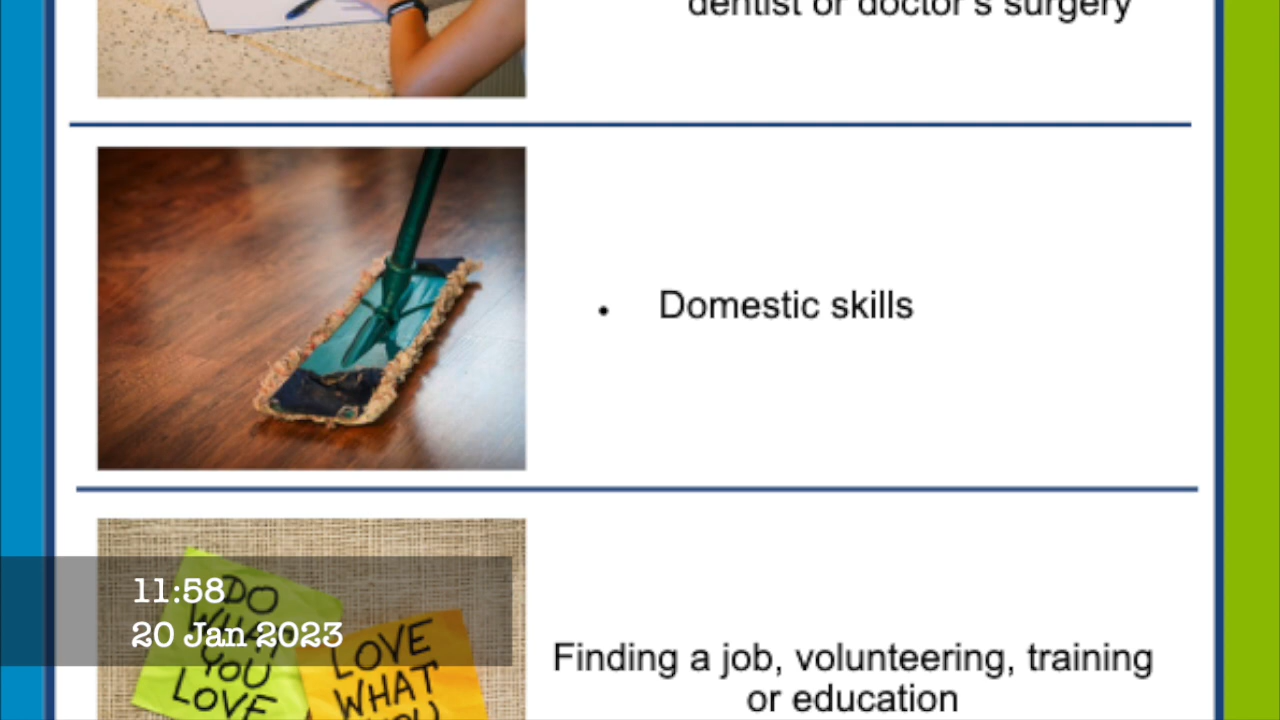 dentist or doctor's surgery
• Domestic skills
11:58
20 Jan 2023
DO
WHAT
YOU
LOVE
LOVE
WHAT
YOU
Finding a job, volunteering, training
or education